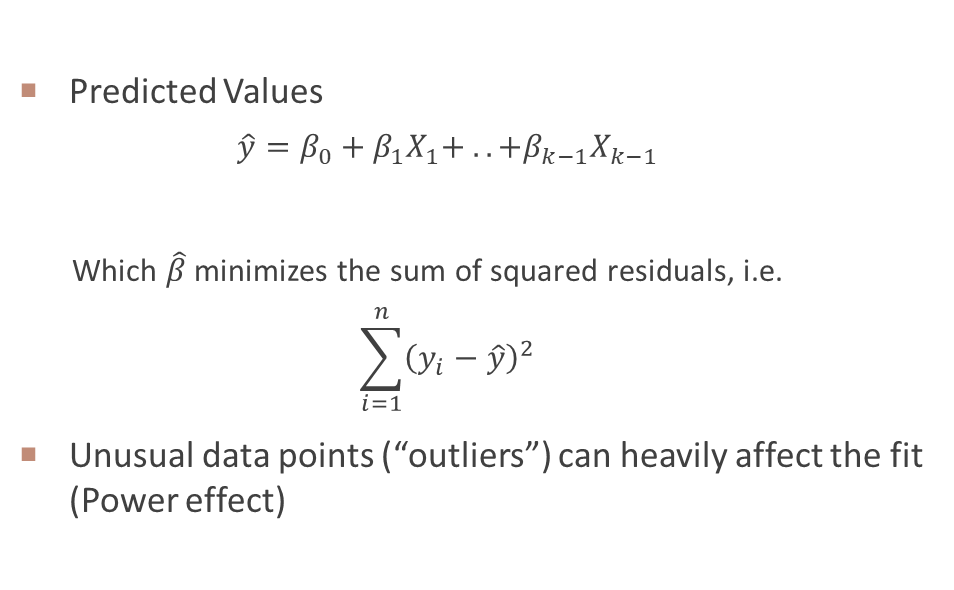 Predicted Values
ŷ = β₀ + β₁X₁+ . . +βₖ₋₁Xₖ₋₁
Which β̂ minimizes the sum of squared residuals, i.e.
n
∑(yᵢ − ŷ)²
i=1
Unusual data points (“outliers”) can heavily affect the fit
(Power effect)